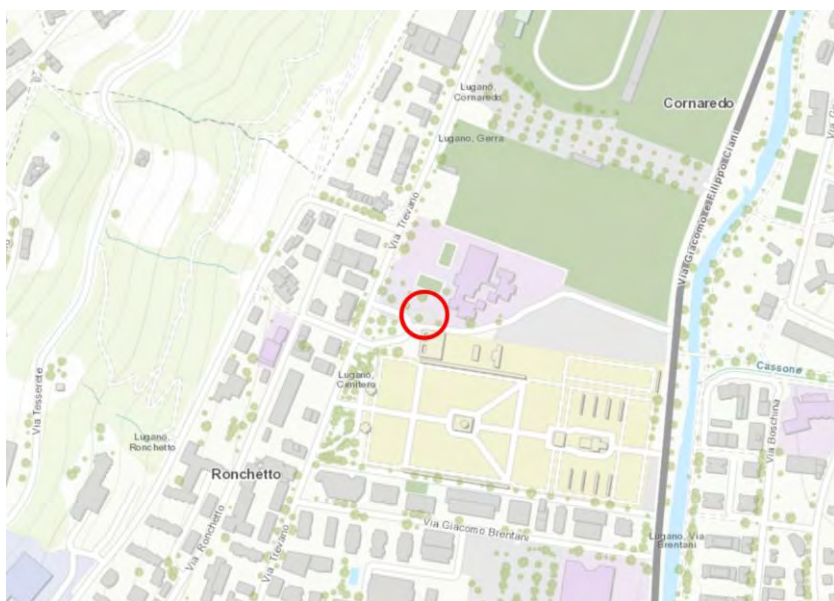 Lugano,
Cornaredo
Cornaredo
Lugano, Gerra
Via Trevano
Via Giacomo e Filippo Ciani
Lugano,
Cimitero
Cassone
Via Tesserete
Via Boschina
Lugano,
Ronchetto
Ronchetto
Via Giacomo Brentani
Via Ronchetto
Via Trevano
Lugano, Via
Brentani